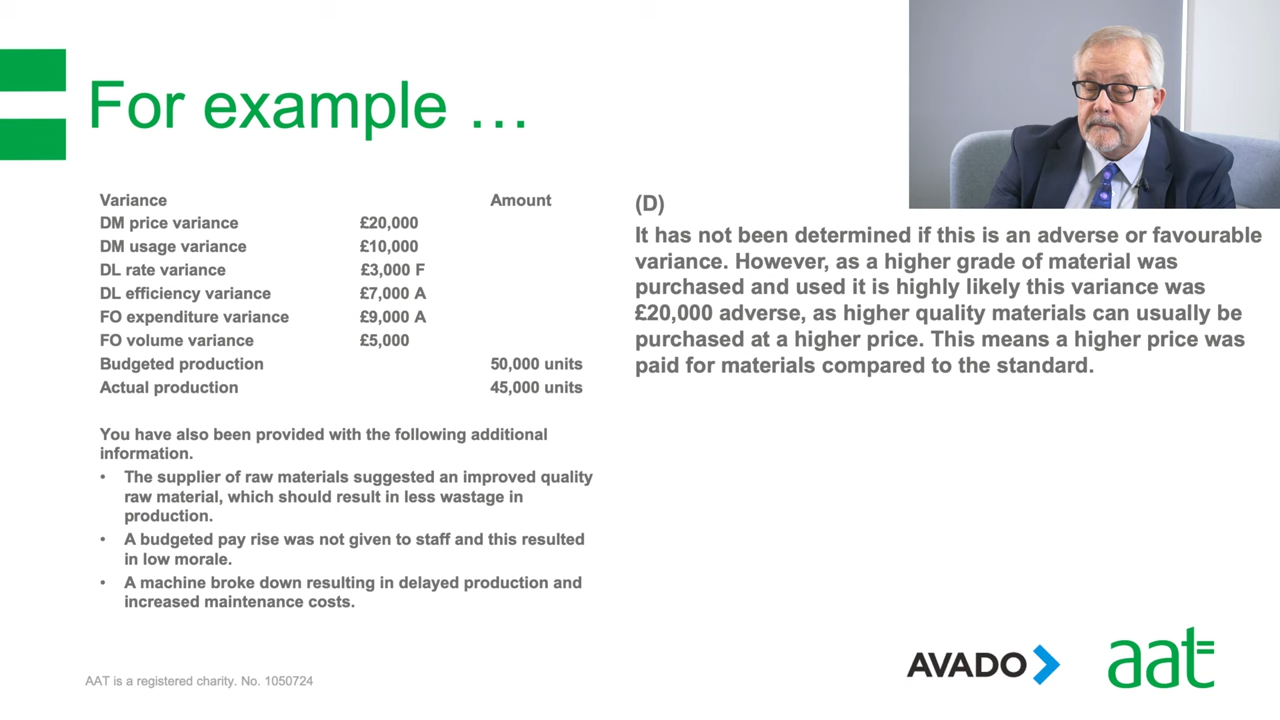 For example …
Variance Amount
DM price variance £20,000
DM usage variance £10,000
DL rate variance £3,000 F
DL efficiency variance £7,000 A
FO expenditure variance £9,000 A
FO volume variance £5,000
Budgeted production 50,000 units
Actual production 45,000 units
You have also been provided with the following additional
information.
• The supplier of raw materials suggested an improved quality
raw material, which should result in less wastage in
production.
• A budgeted pay rise was not given to staff and this resulted
in low morale.
• A machine broke down resulting in delayed production and
increased maintenance costs.
(D)
It has not been determined if this is an adverse or favourable
variance. However, as a higher grade of material was
purchased and used it is highly likely this variance was
£20,000 adverse, as higher quality materials can usually be
purchased at a higher price. This means a higher price was
paid for materials compared to the standard.
AAT is a registered charity. No. 1050724
AVADO
aat